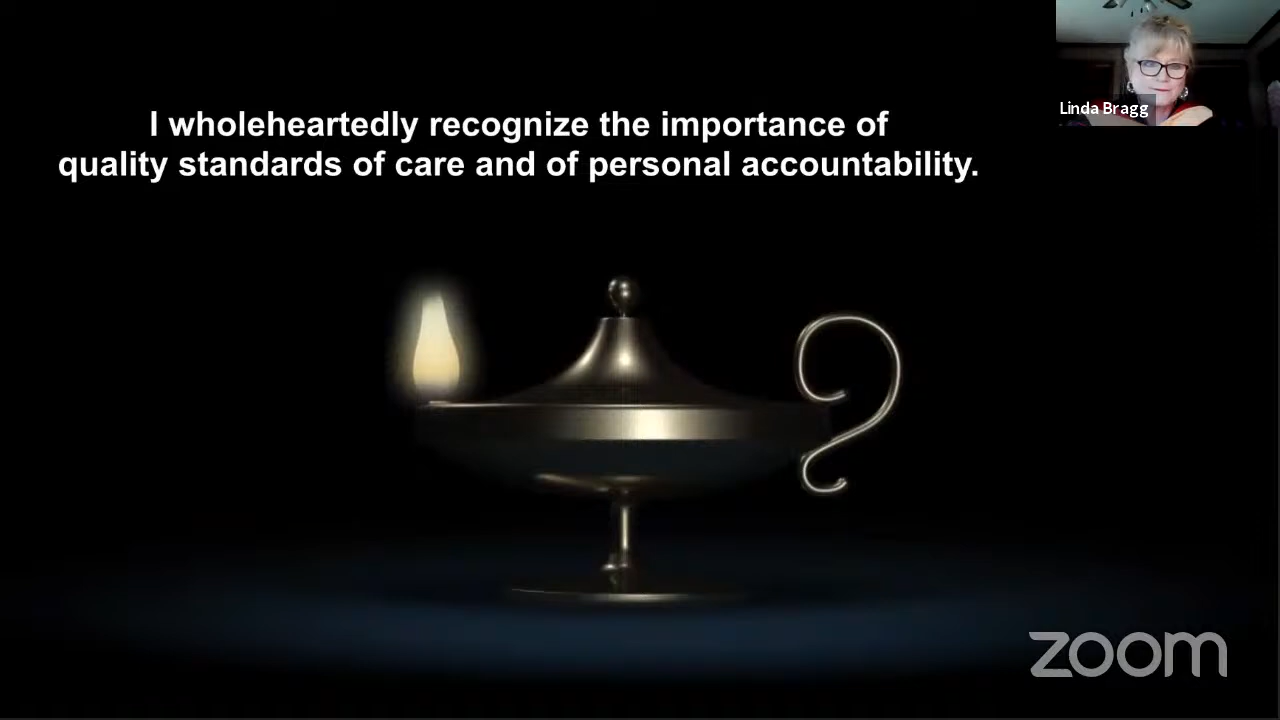 I wholeheartedly recognize the importance of
quality standards of care and of personal accountability.
Linda Bragg
zoom